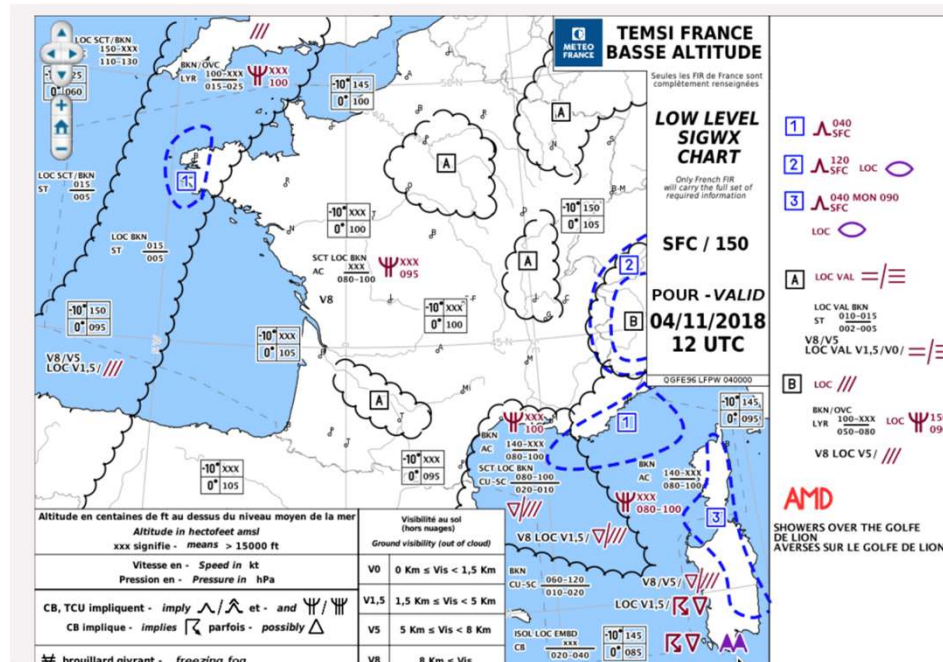 LOC SCT/BKN
ST
150-XXX
110-130
25
0° 060
BKN/OVC
LYR
100-XXX
015-025
XXX
100
-10° 145
0° 100
METEO
FRANCE
TEMSI FRANCE
BASSE ALTITUDE
Seules les FIR de France sont
complètement renseignées
LOW LEVEL
SIGWX
CHART
Only French FIR
will carry the full set of
required information
SFC / 150
POUR -VALID
04/11/2018
12 UTC
QGFE96 LFPW 040000
1
LOC SCT/BKN
ST
015
005
LOC BKN
ST
015
005
A
A
A
A
-10° XXX
0° 100
-10° 150
0° 105
SCT LOC BKN
AC
XXX
080-100
XXX
095
V8
2
B
-10° 150
0° 095
-10° XXX
0° 105
-10° XXX
0° 100
V8/V5
LOC V1,5/
-10° XXX
0° 105
-10° XXX
0° 095
XXX
100
BKN
AC
140-XXX
080-100
SCT LOC BKN
CU-SC
080-100
020-010
1
-10° 145
0° 095
BKN
AC
140-XXX
080-100
XXX
080-100
V8 LOC V1,5/
3
BKN
CU-SC
060-120
010-020
V8/V5/
LOC V1,5/
ISOL LOC EMBD
CB
XXX
020-040
-10° 145
0° 085
1 040
SFC
2 120
SFC LOC
3 040 MON 090
SFC
LOC
A LOC VAL
LOC VAL BKN
ST
010-015
002-005
V8/V5
LOC VAL V1,5/V0/
B LOC
BKN/OVC
LYR
100-XXX
050-080
LOC
V8 LOC V5/
AMD
SHOWERS OVER THE GOLFE
DE LION
AVERSES SUR LE GOLFE DE LION
Altitude en centaines de ft au dessus du niveau moyen de la mer
Altitude in hectofeet amsl
xxx signifie - means > 15000 ft
Vitesse en - Speed in kt
Pression en - Pressure in hPa
CB, TCU impliquent - imply et - and
CB implique - implies parfois - possibly
brouillard givrant - freezing fog
Visibilité au sol
(hors nuages)
Ground visibility (out of cloud)
V0 0 Km ≤ Vis < 1,5 Km
V1,5 1,5 Km ≤ Vis < 5 Km
V5 5 Km ≤ Vis < 8 Km
V8 8 Km ≤ Vis